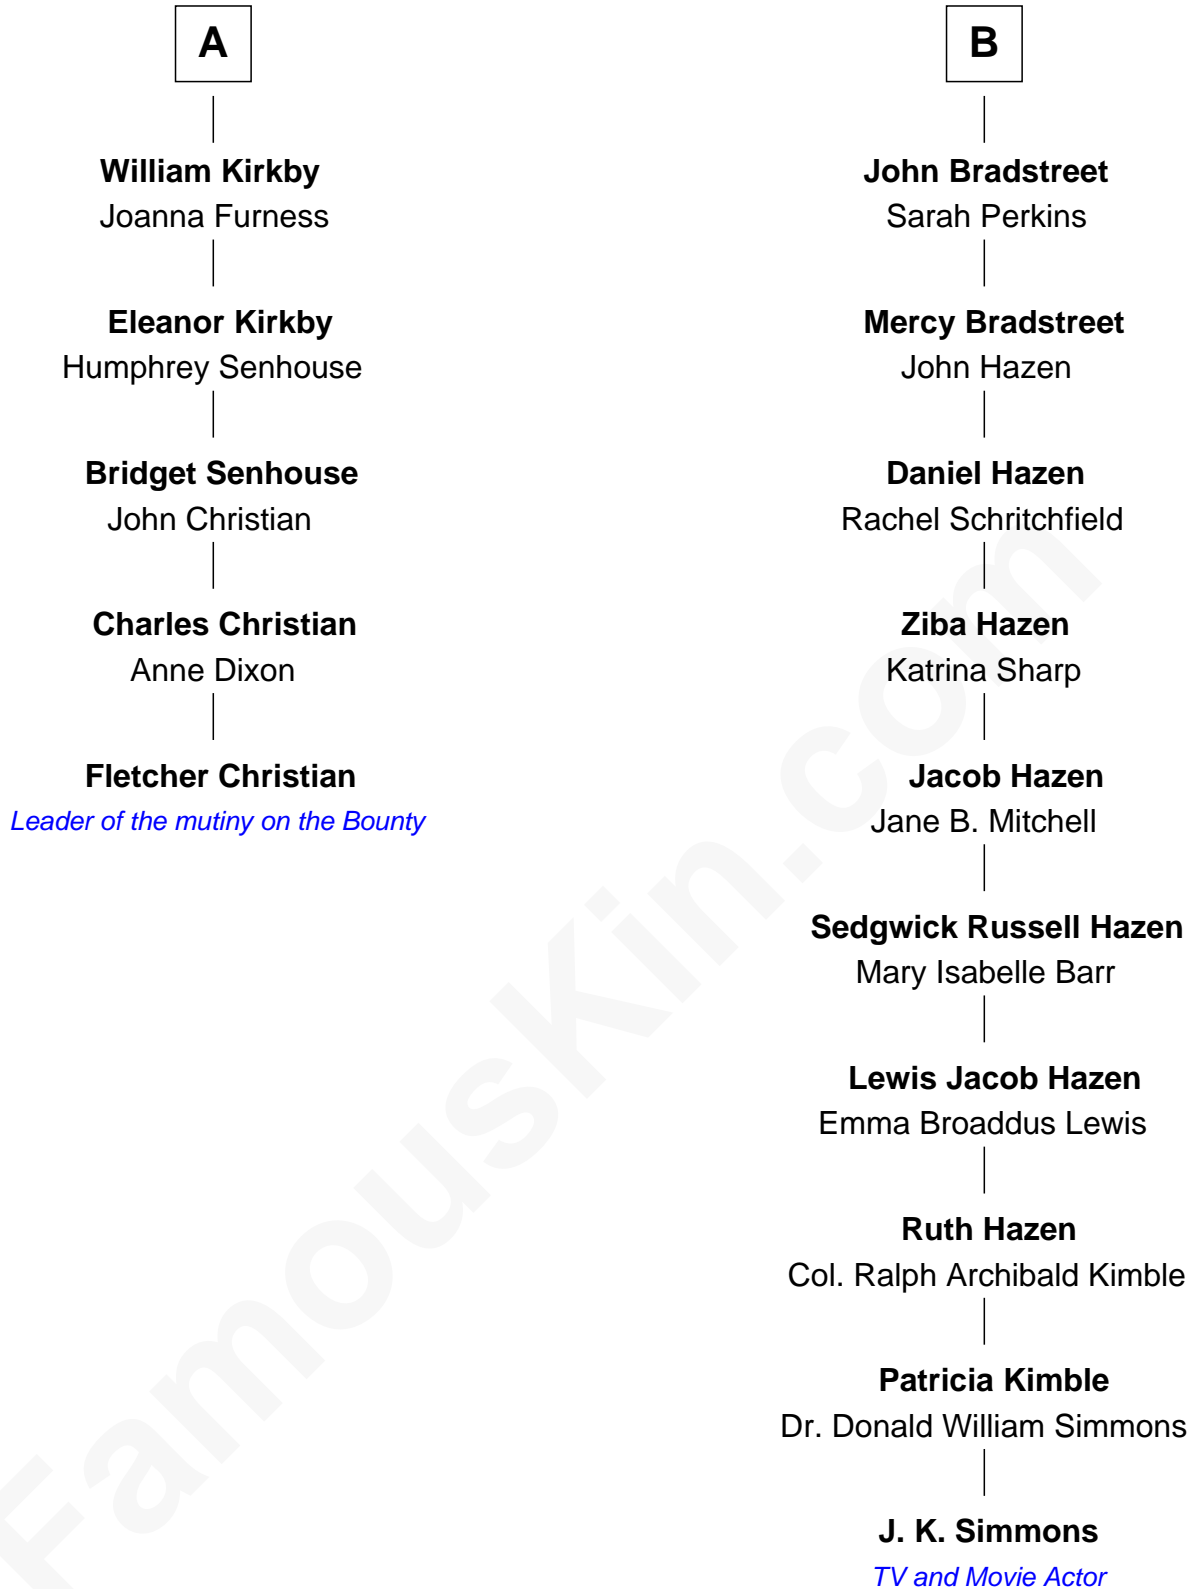 A
William Kirkby
Joanna Furness
Eleanor Kirkby
Humphrey Senhouse
Bridget Senhouse
John Christian
Charles Christian
Anne Dixon
Fletcher Christian
Leader of the mutiny on the Bounty
B
John Bradstreet
Sarah Perkins
Mercy Bradstreet
John Hazen
Daniel Hazen
Rachel Schritchfield
Ziba Hazen
Katrina Sharp
Jacob Hazen
Jane B. Mitchell
Sedgwick Russell Hazen
Mary Isabelle Barr
Lewis Jacob Hazen
Emma Broaddus Lewis
Ruth Hazen
Col. Ralph Archibald Kimble
Patricia Kimble
Dr. Donald William Simmons
J. K. Simmons
TV and Movie Actor
FamousKin.com